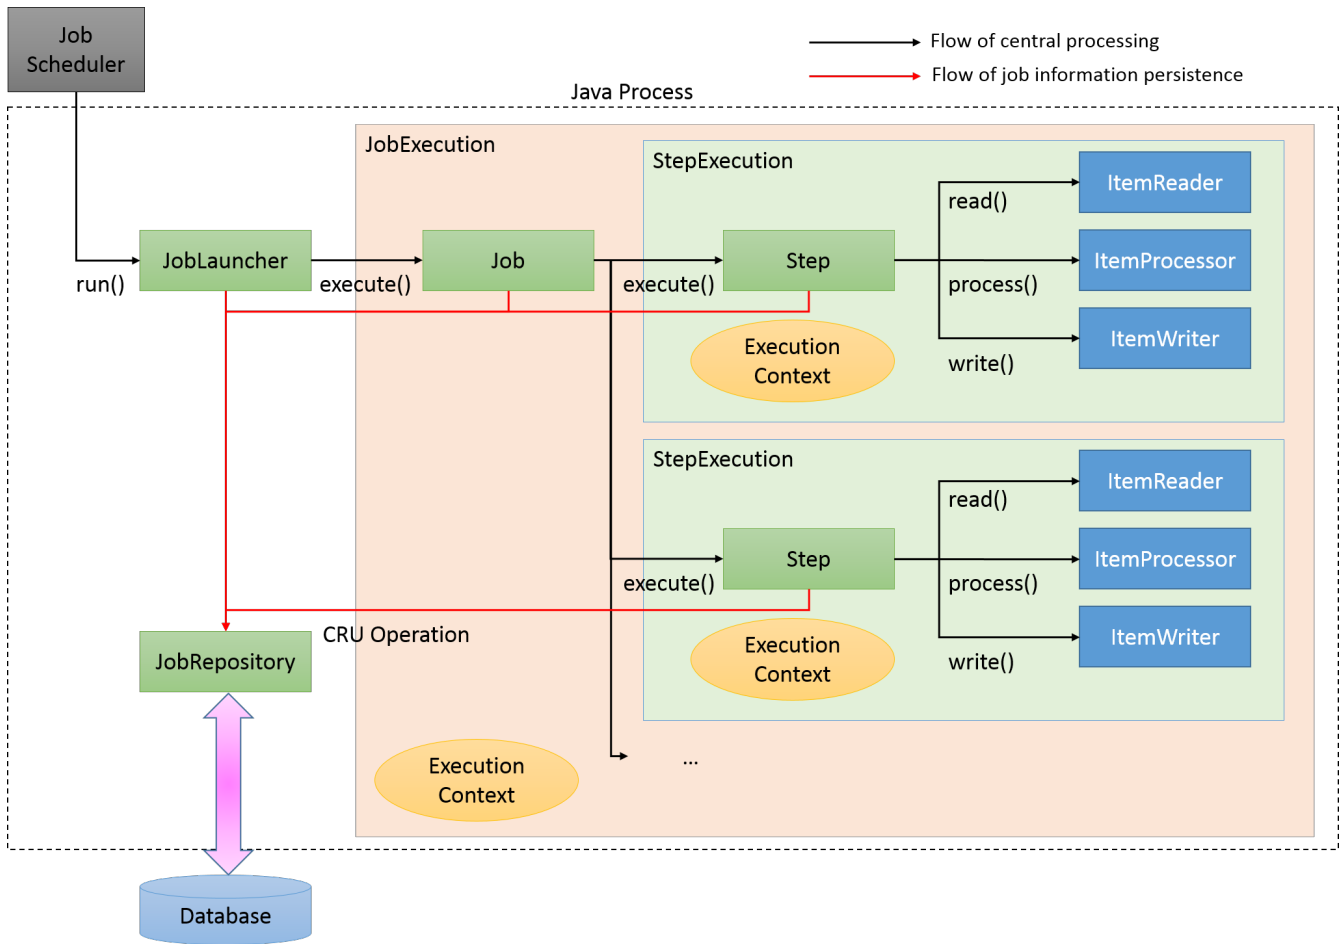 Job
Scheduler
Flow of central processing
Flow of job information persistence
Java Process
JobExecution
StepExecution
ItemReader
read()
JobLauncher
Job
Step
ItemProcessor
run()
execute()
execute()
process()
Execution
Context
ItemWriter
write()
StepExecution
ItemReader
read()
Step
ItemProcessor
execute()
process()
CRU Operation
Execution
Context
ItemWriter
write()
JobRepository
Execution
Context
...
Database